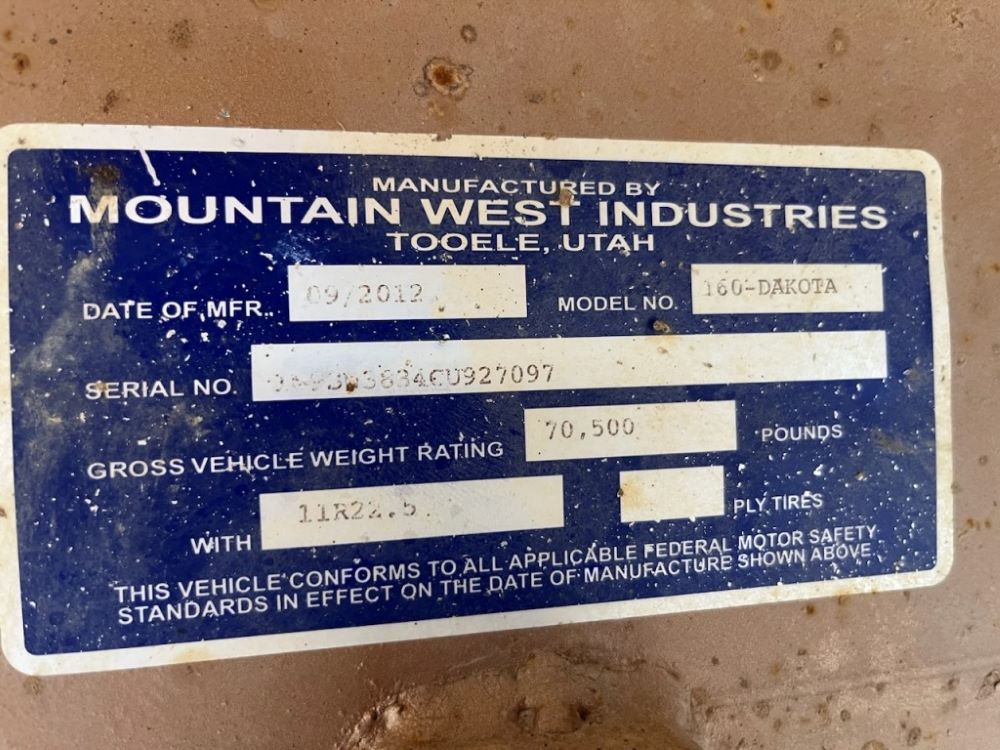 MANUFACTURED BY
MOUNTAIN WEST INDUSTRIES
TOOELE, UTAH
DATE OF MFR. 09/2012 MODEL NO. 160-DAKOTA
SERIAL NO.
GROSS VEHICLE WEIGHT RATING 70,500 POUNDS
WITH 11R22.5 PLY TIRES
THIS VEHICLE CONFORMS TO ALL APPLICABLE FEDERAL MOTOR SAFETY
STANDARDS IN EFFECT ON THE DATE OF MANUFACTURE SHOWN ABOVE.